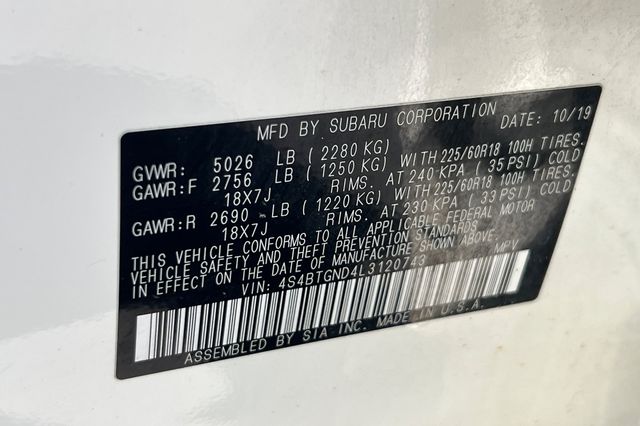 MFD BY SUBARU CORPORATION DATE: 10/19
GVWR: 5026 LB ( 2280 KG)
GAWR:F 2756 LB ( 1250 KG) WITH 225/60R18 100H TIRES.
18X7J RIMS. AT 240 KPA ( 35 PSI) COLD
GAWR:R 2690 LB ( 1220 KG) WITH 225/60R18 100H TIRES.
18X7J RIMS. AT 230 KPA ( 33 PSI) COLD
THIS VEHICLE CONFORMS TO ALL APPLICABLE FEDERAL MOTOR
VEHICLE SAFETY AND THEFT PREVENTION STANDARDS
IN EFFECT ON THE DATE OF MANUFACTURE SHOWN ABOVE.
VIN: 4S4BTGND4L3120743 MPV
ASSEMBLED BY SIA INC. MADE IN U.S.A.